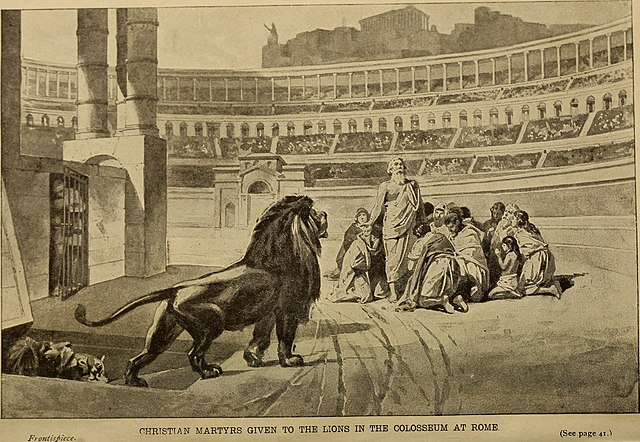 CHRISTIAN MARTYRS GIVEN TO THE LIONS IN THE COLOSSEUM AT ROME.
Frontispiece.
(See page 41.)